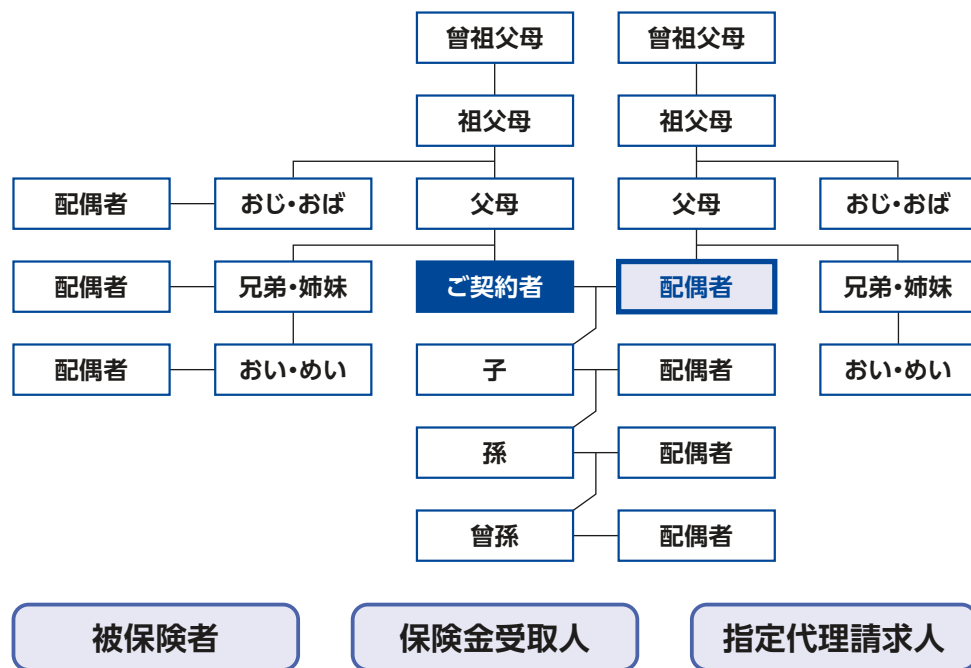 曾祖父母 曾祖父母
祖父母 祖父母
配偶者 おじ・おば 父母 父母 おじ・おば
配偶者 兄弟・姉妹 ご契約者 配偶者 兄弟・姉妹
配偶者 おい・めい 子 配偶者 おい・めい
孫 配偶者
曾孫 配偶者
被保険者 保険金受取人 指定代理請求人